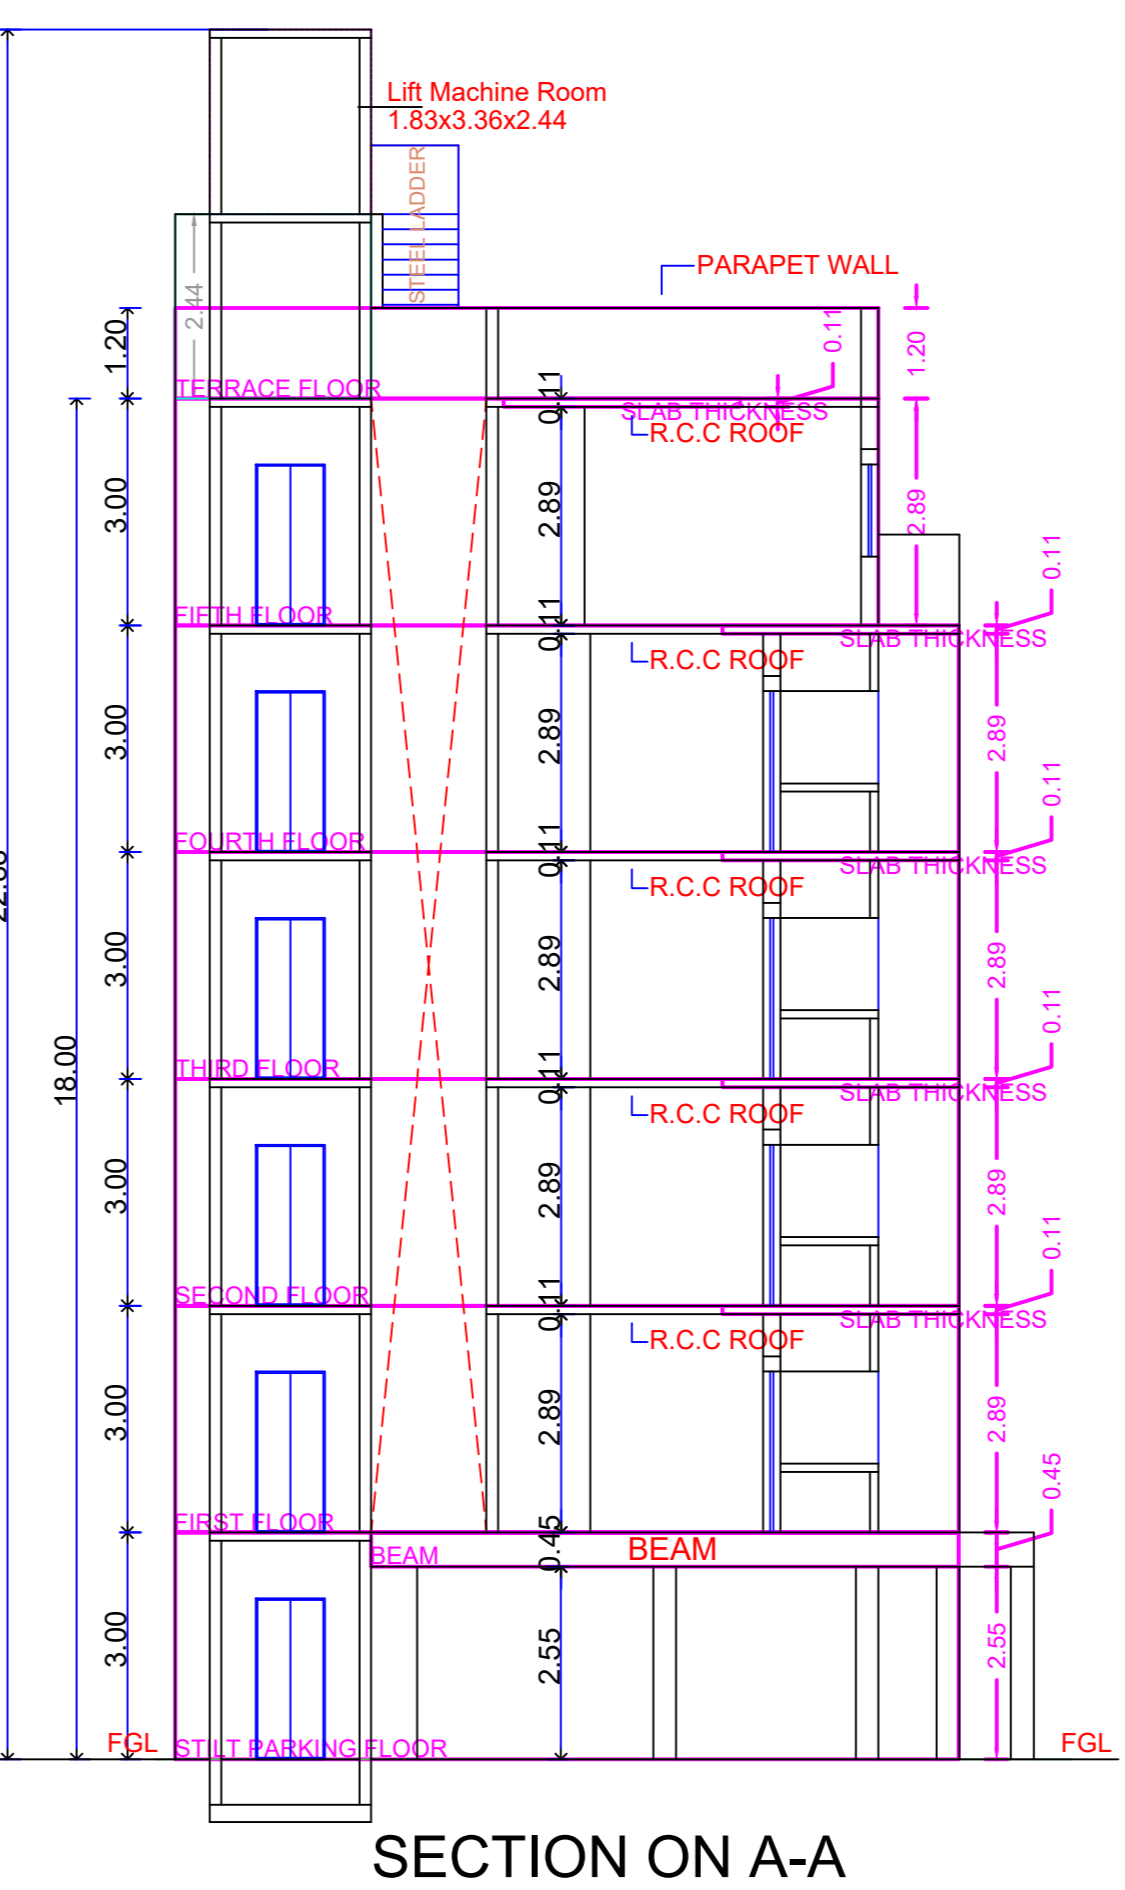 Lift Machine Room
1.83x3.36x2.44
STEEL LADDER
2.44
PARAPET WALL
1.20
0.11
1.20
TERRACE FLOOR
0.11
SLAB THICKNESS
R.C.C ROOF
3.00
2.89
2.89
0.11
FIFTH FLOOR
0.11
SLAB THICKNESS
R.C.C ROOF
3.00
2.89
2.89
0.11
FOURTH FLOOR
0.11
SLAB THICKNESS
R.C.C ROOF
3.00
2.89
2.89
0.11
18.00
THIRD FLOOR
0.11
SLAB THICKNESS
R.C.C ROOF
3.00
2.89
2.89
0.11
SECOND FLOOR
0.11
SLAB THICKNESS
R.C.C ROOF
3.00
2.89
2.89
0.45
FIRST FLOOR
0.45
BEAM
BEAM
3.00
2.55
2.55
FGL
STILT PARKING FLOOR
FGL
SECTION ON A-A